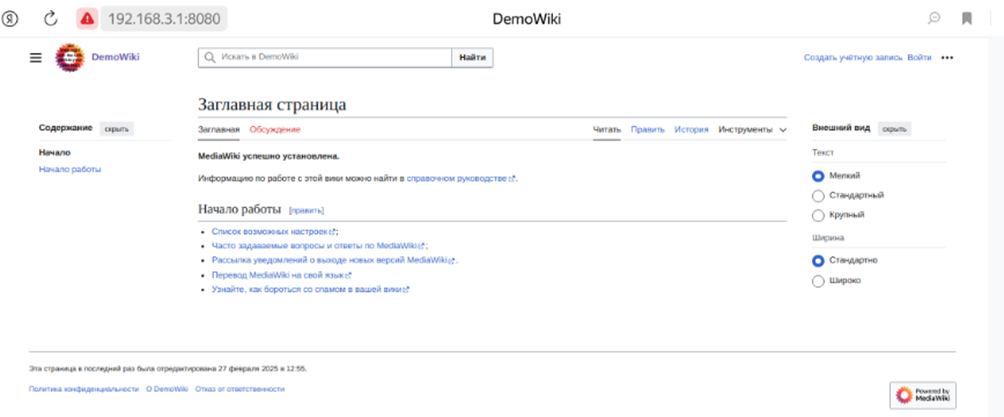 192.168.3.1:8080 DemoWiki
DemoWiki Искать в DemoWiki Найти Создать учётную запись Войти
Заглавная страница
Содержание скрыть
Начало
Начало работы
Заглавная Обсуждение Читать Править История Инструменты
MediaWiki успешно установлена.
Информацию по работе с этой вики можно найти в справочном руководстве.
Начало работы [править]
Список возможных настроек;
Часто задаваемые вопросы и ответы по MediaWiki;
Рассылка уведомлений о выходе новых версий MediaWiki.
Перевод MediaWiki на свой язык
Узнайте, как бороться со спамом в вашей вики
Внешний вид скрыть
Текст
Мелкий
Стандартный
Крупный
Ширина
Стандартно
Широко
Эта страница в последний раз была отредактирована 27 февраля 2025 в 12:55.
Политика конфиденциальности О DemoWiki Отказ от ответственности
Powered by
MediaWiki